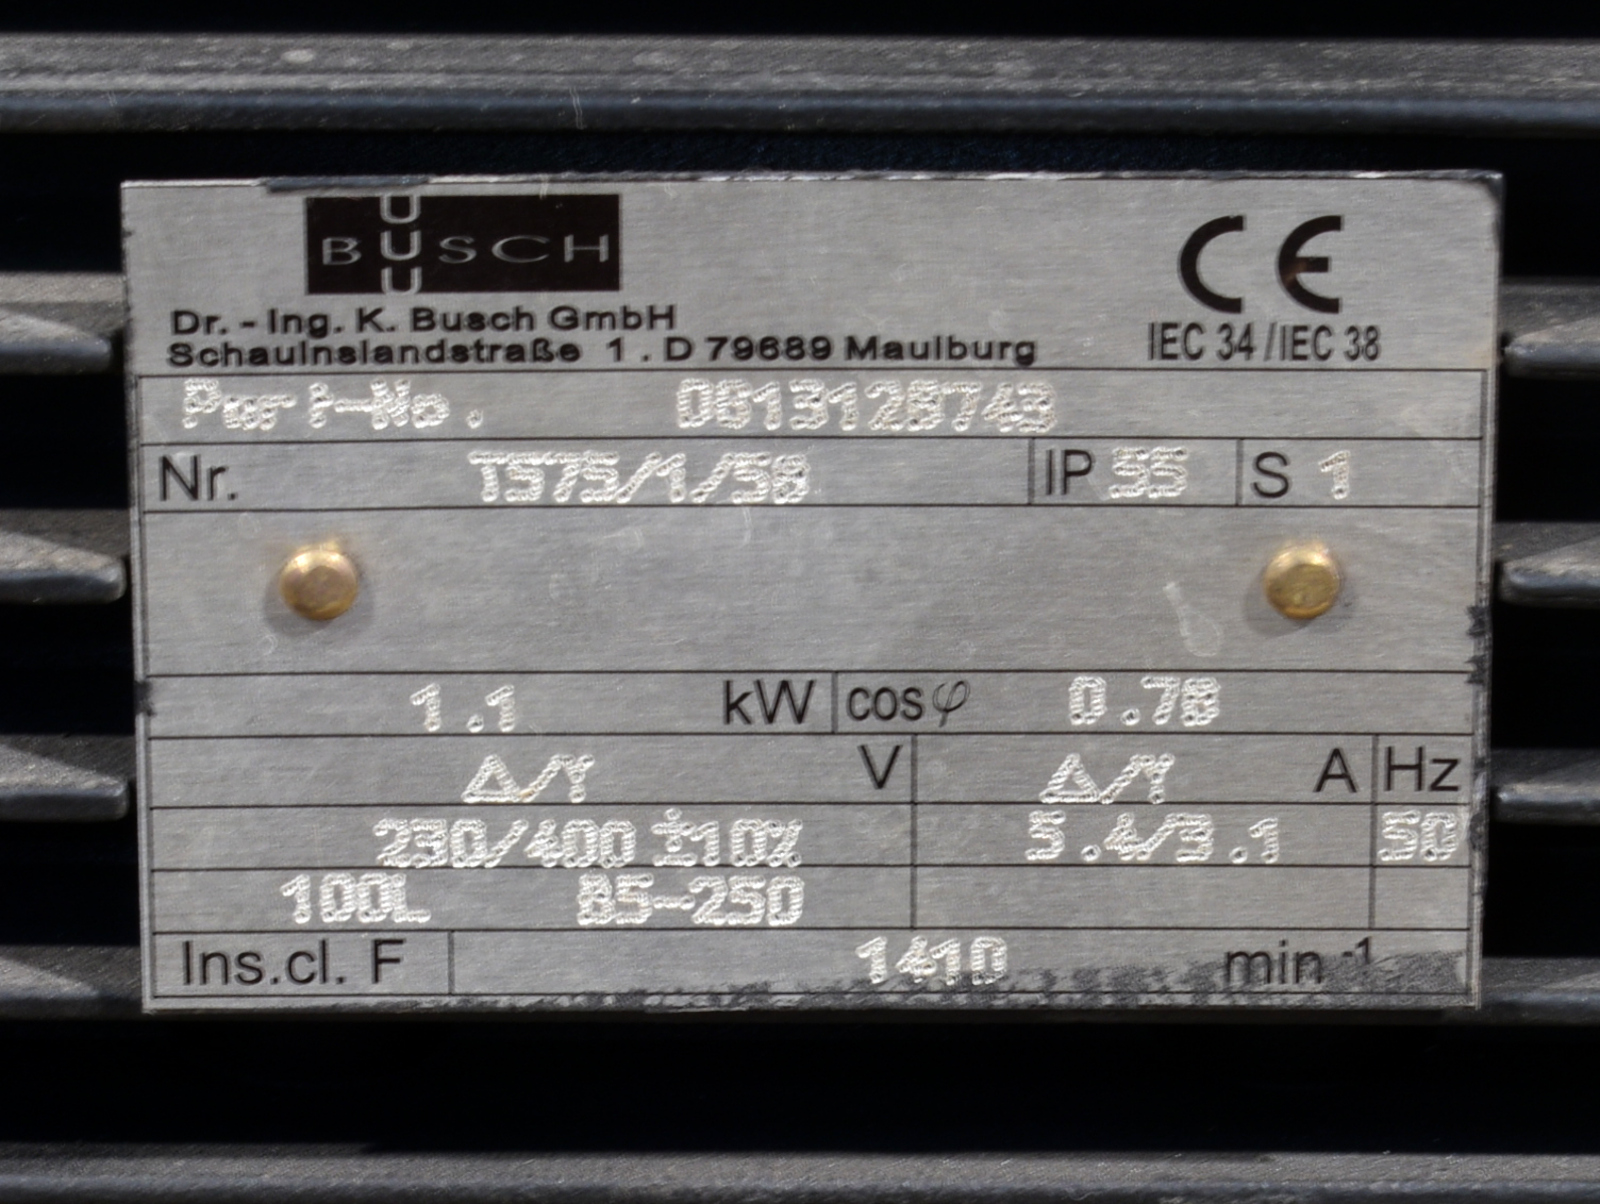 BUSCH
CE
Dr. - Ing. K. Busch GmbH
Schauinslandstraße 1 . D 79689 Maulburg
IEC 34 / IEC 38
Part-No. 0613128743
Nr. T575/1/58 IP 55 S 1
1.1 kW cosφ 0.78
Δ/Y V Δ/Y A Hz
230/400 ±10% 5.4/3.1 50
100L B5-250
Ins.cl. F 1410 min-1